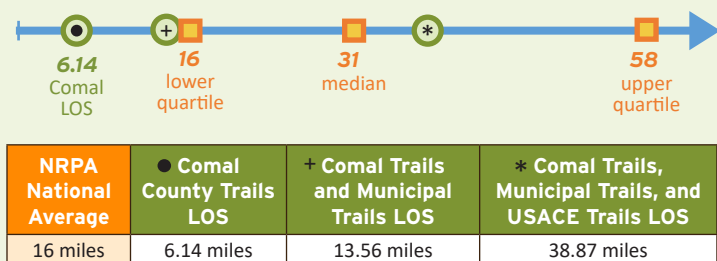 +
*
6.14
Comal
LOS
16
lower
quartile
31
median
58
upper
quartile
NRPA
National
Average
● Comal
County Trails
LOS
+ Comal Trails
and Municipal
Trails LOS
* Comal Trails,
Municipal Trails, and
USACE Trails LOS
16 miles
6.14 miles
13.56 miles
38.87 miles